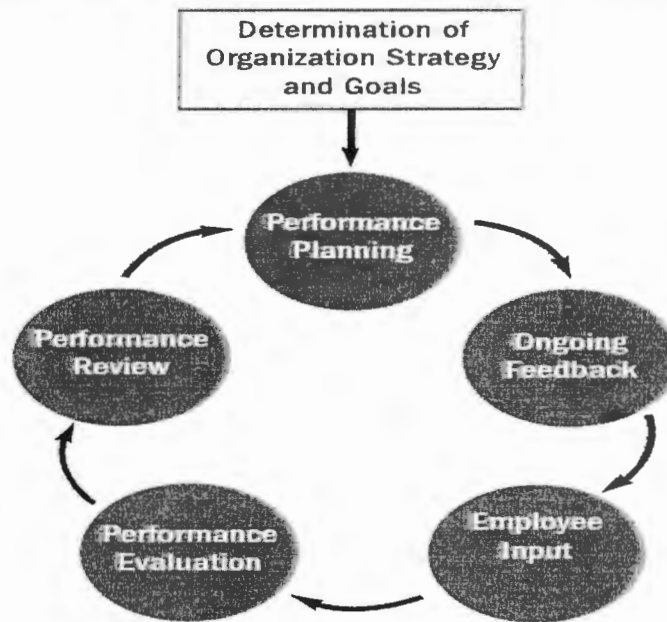 Determination of
Organization Strategy
and Goals
Performance
Planning
Ongoing
Feedback
Employee
Input
Performance
Evaluation
Performance
Review